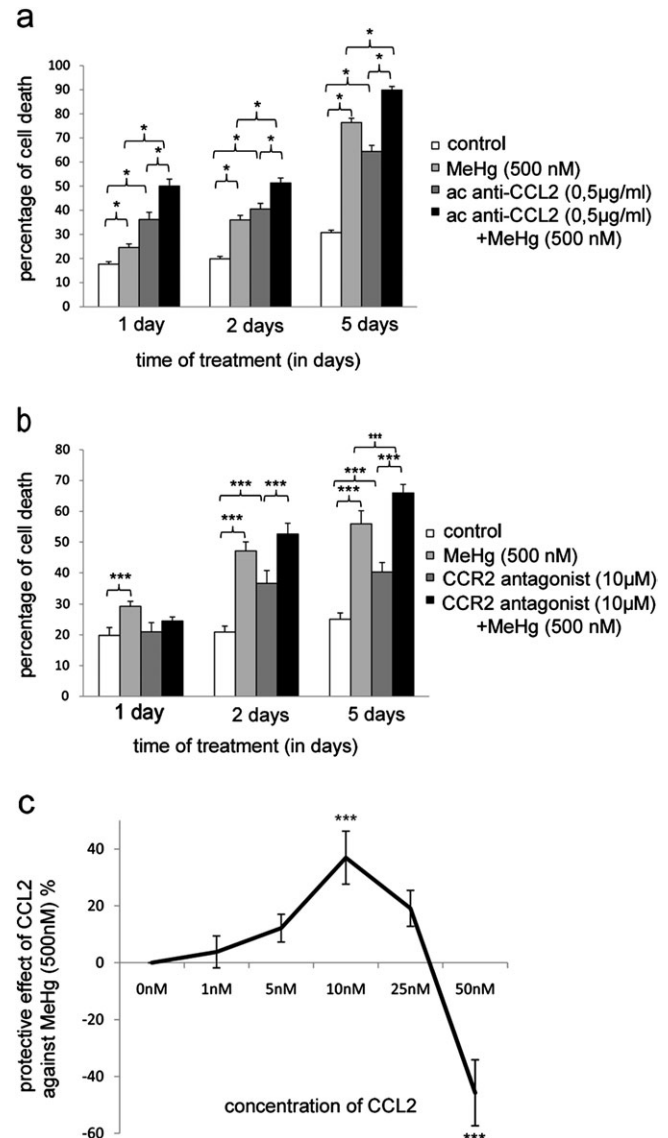 a
*
* *
* * *
* * * * *
* * *
100
90
80
70
60
50
40
30
20
10
0
percentage of cell death
1 day 2 days 5 days
time of treatment (in days)
control
MeHg (500 nM)
ac anti-CCL2 (0,5µg/ml)
ac anti-CCL2 (0,5µg/ml)
+MeHg (500 nM)
b
***
*** *** *** ***
*** *** ***
80
70
60
50
40
30
20
10
0
percentage of cell death
1 day 2 days 5 days
time of treatment (in days)
control
MeHg (500 nM)
CCR2 antagonist (10µM)
CCR2 antagonist (10µM)
+MeHg (500 nM)
c
***
40
20
0
-20
-40
-60
protective effect of CCL2
against MeHg (500nM) %
0nM 1nM 5nM 10nM 25nM 50nM
concentration of CCL2
***